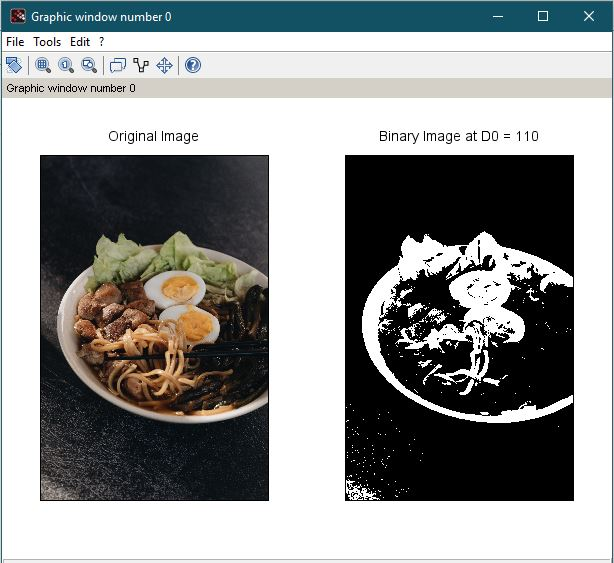 Graphic window number 0
File Tools Edit ?
Graphic window number 0
Original Image
Binary Image at D0 = 110